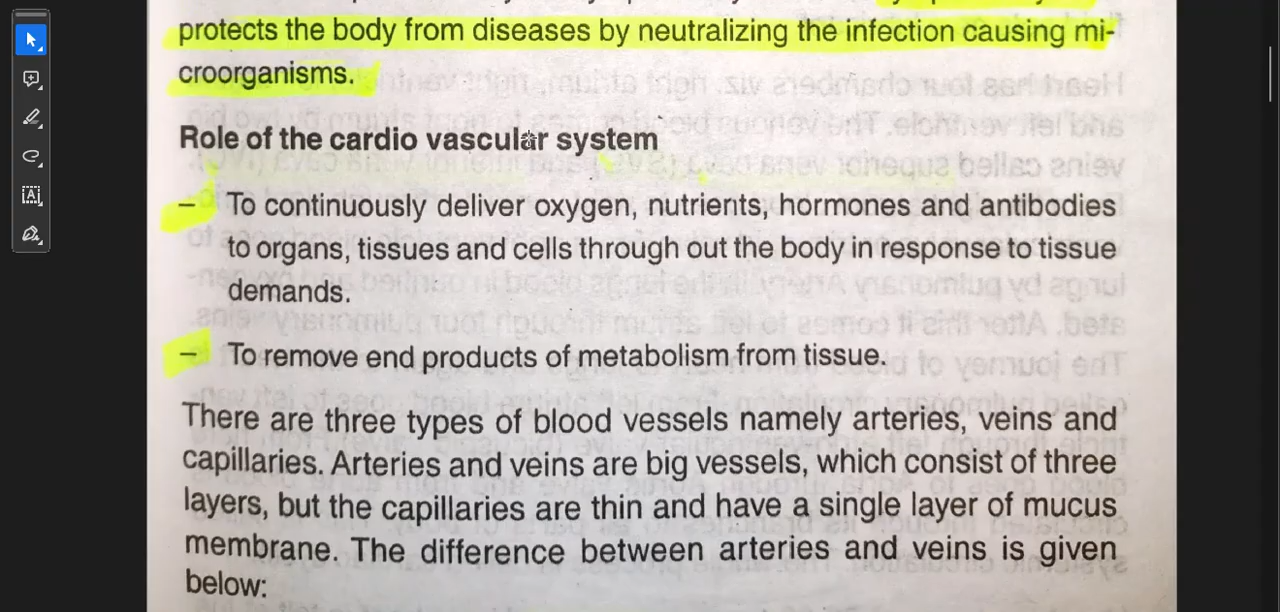 protects the body from diseases by neutralizing the infection causing mi-
croorganisms.
Role of the cardio vascular system
– To continuously deliver oxygen, nutrients, hormones and antibodies
to organs, tissues and cells through out the body in response to tissue
demands.
– To remove end products of metabolism from tissue.
There are three types of blood vessels namely arteries, veins and
capillaries. Arteries and veins are big vessels, which consist of three
layers, but the capillaries are thin and have a single layer of mucus
membrane. The difference between arteries and veins is given
below: